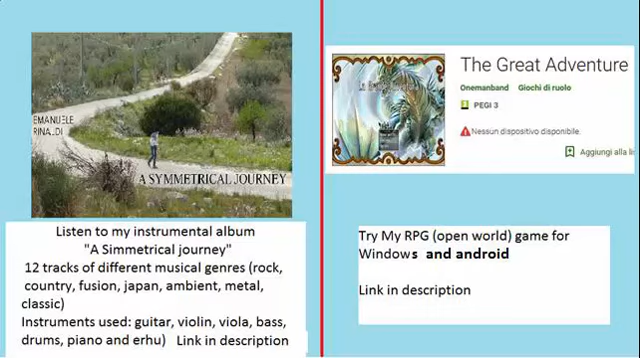 EMANUELE
RINALDI
A SYMMETRICAL JOURNEY
Listen to my instrumental album
"A Simmetrical journey"
12 tracks of different musical genres (rock,
country, fusion, japan, ambient, metal,
classic)
Instruments used: guitar, violin, viola, bass,
drums, piano and erhu) Link in description
The Great Adventure
Onemanband Giochi di ruolo
PEGI 3
Nessun dispositivo disponibile.
Aggiungi alla lis
Try My RPG (open world) game for
Windows and android
Link in description